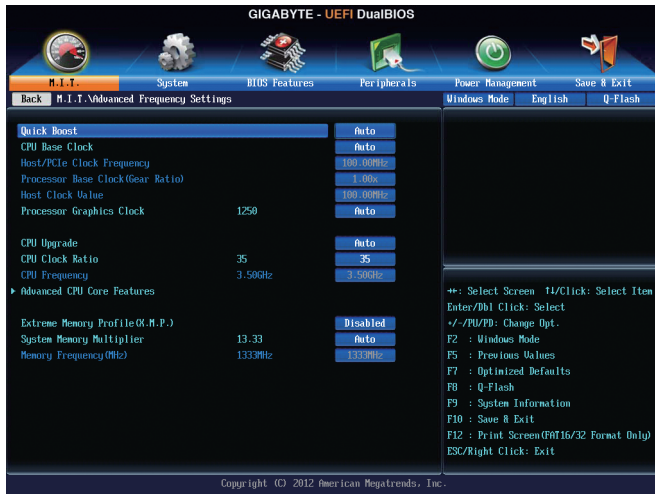 GIGABYTE - UEFI DualBIOS
M.I.T. System BIOS Features Peripherals Power Management Save & Exit
Back M.I.T.\Advanced Frequency Settings Windows Mode English Q-Flash
Quick Boost Auto
CPU Base Clock Auto
Host/PCIe Clock Frequency 100.00MHz
Processor Base Clock(Gear Ratio) 1.00x
Host Clock Value 100.00MHz
Processor Graphics Clock 1250 Auto
CPU Upgrade Auto
CPU Clock Ratio 35 35
CPU Frequency 3.50GHz 3.50GHz
Advanced CPU Core Features
Extreme Memory Profile(X.M.P.) Disabled
System Memory Multiplier 13.33 Auto
Memory Frequency(MHz) 1333MHz 1333MHz
↔: Select Screen ↑↓/Click: Select Item
Enter/Dbl Click: Select
+/-/PU/PD: Change Opt.
F2 : Windows Mode
F5 : Previous Values
F7 : Optimized Defaults
F8 : Q-Flash
F9 : System Information
F10 : Save & Exit
F12 : Print Screen(FAT16/32 Format Only)
ESC/Right Click: Exit
Copyright (C) 2012 American Megatrends, Inc.